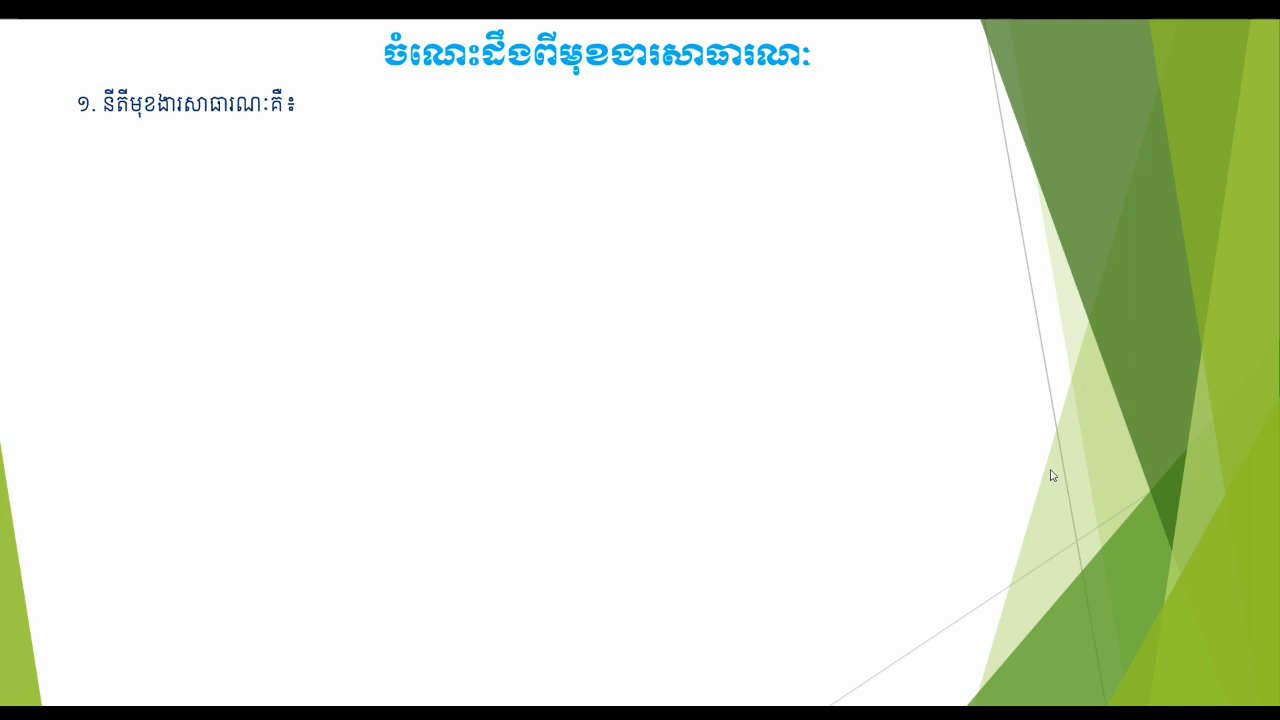 ចំណេះដឹងពីមុខងារសាធារណៈ
១. នីតីមុខងារសាធារណៈគឺ៖